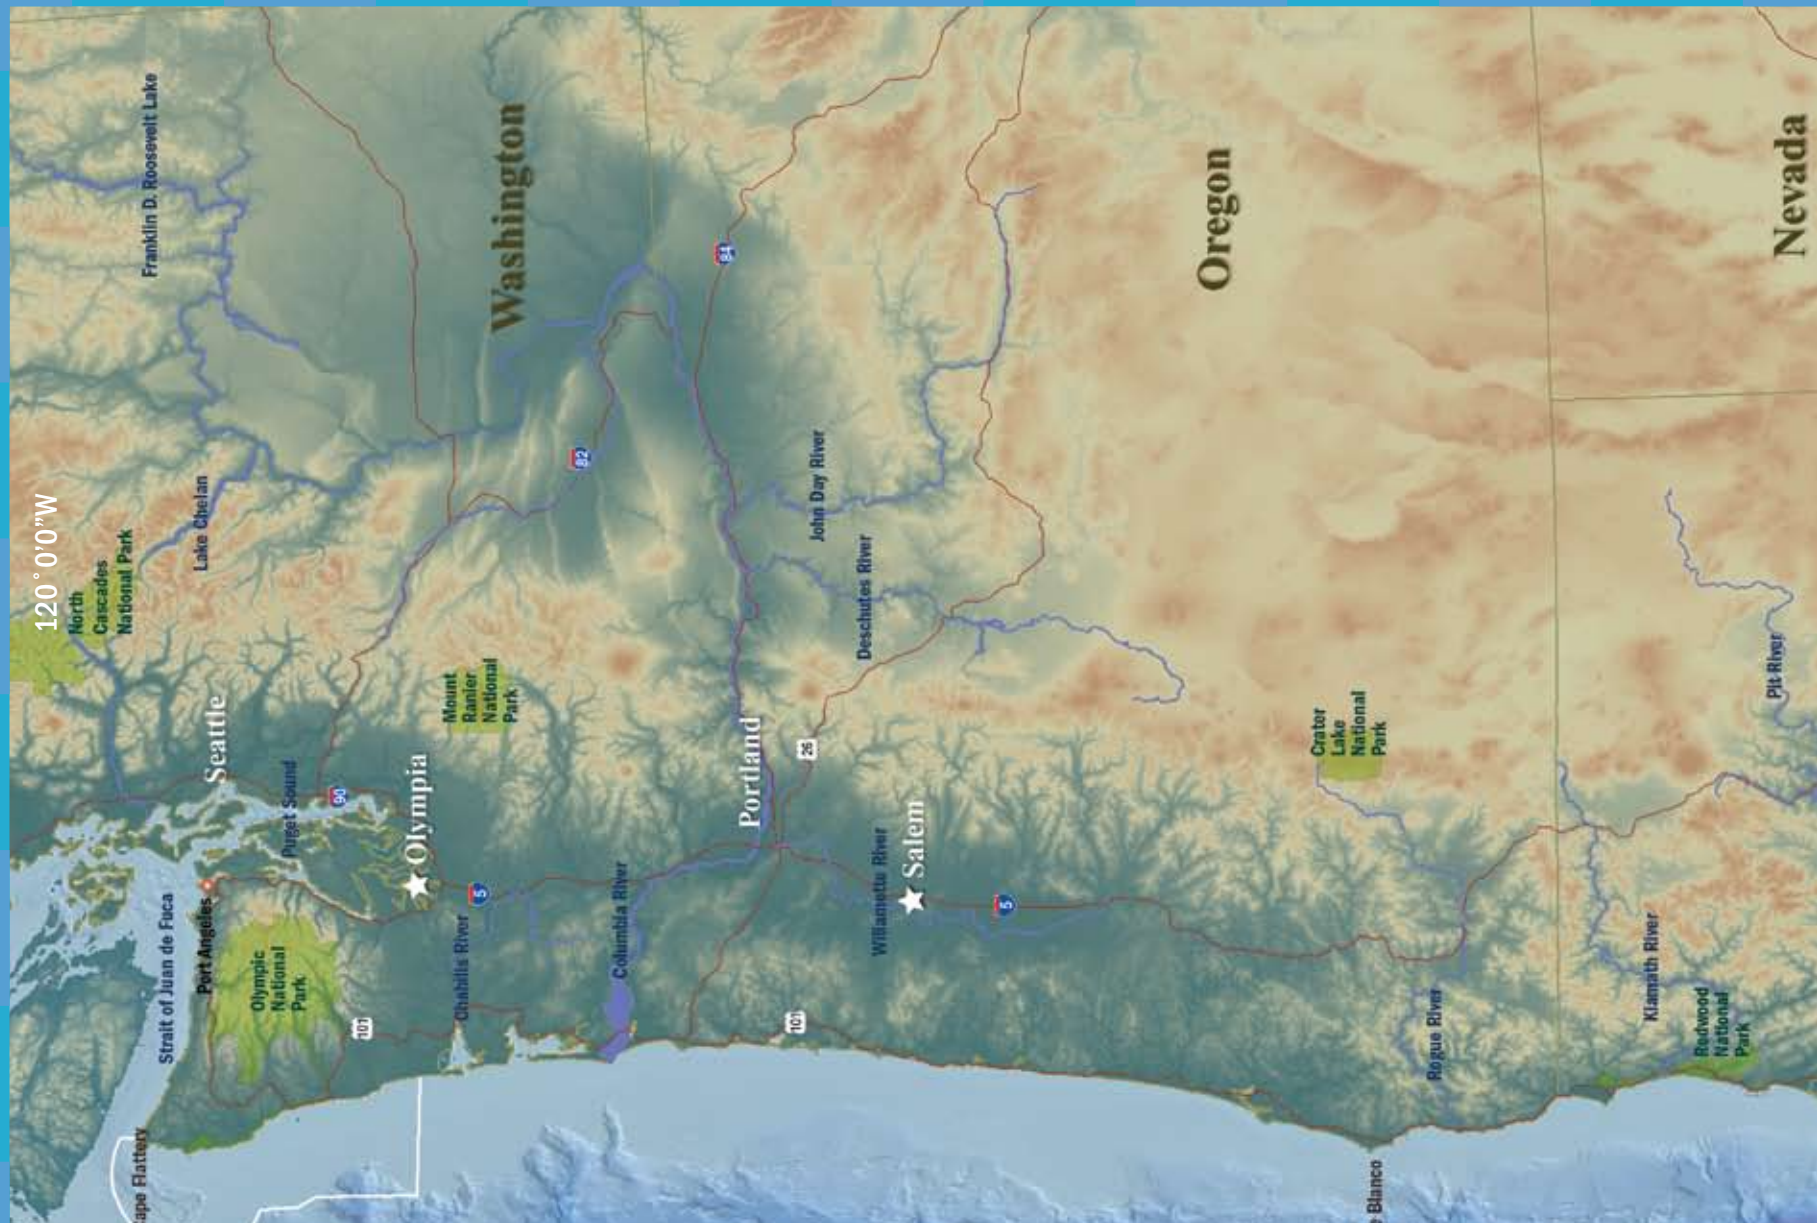 120°0'0"W
North
Cascades
National Park
Franklin D. Roosevelt Lake
Lake Chelan
Seattle
Strait of Juan de Fuca
Port Angeles
Olympic
National
Park
Puget Sound
90
101
Olympia
Mount
Ranier
National
Park
Washington
5
Chahills River
82
Columbia River
84
Portland
26
101
John Day River
Deschutes River
Willamettu River
Salem
5
Oregon
Crater
Lake
National
Park
Rogue River
Klamath River
Redwood
National
Park
Pit River
Nevada
ape Flattery
e Blanco